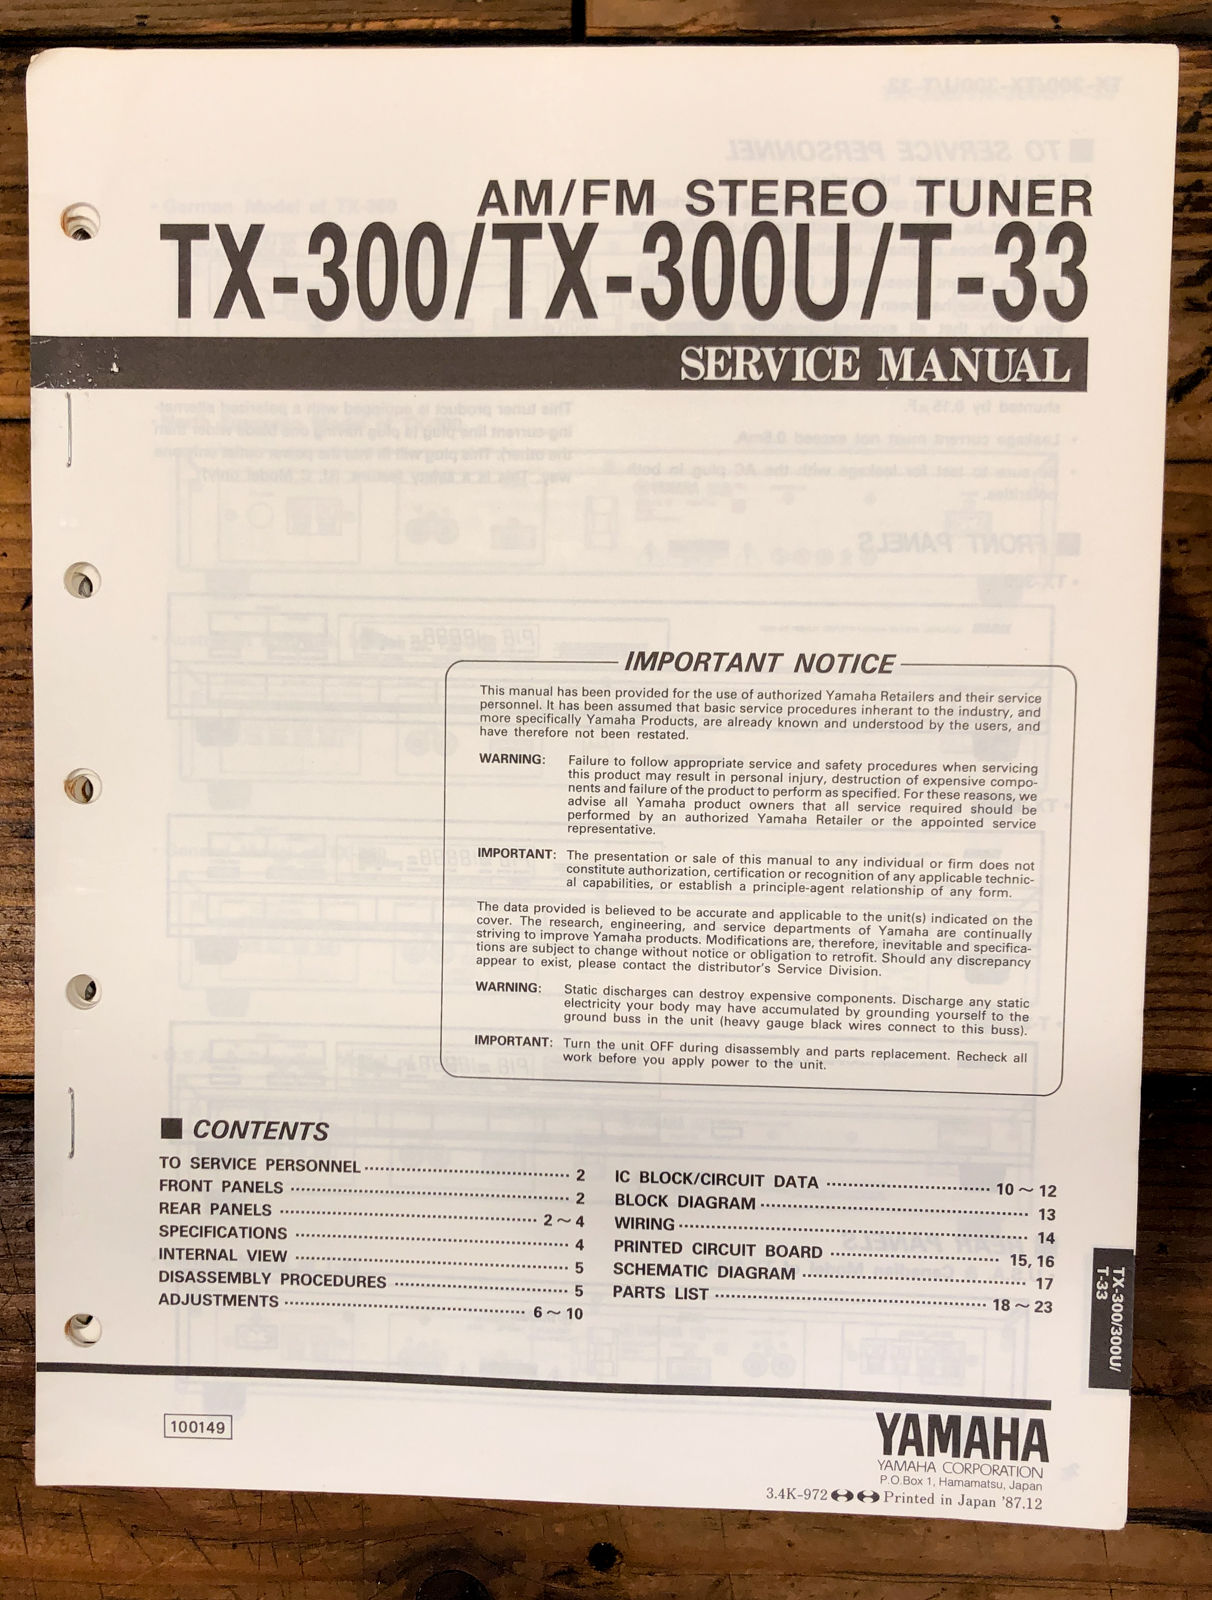 AM/FM STEREO TUNER
TX-300/TX-300U/T-33
SERVICE MANUAL
IMPORTANT NOTICE
This manual has been provided for the use of authorized Yamaha Retailers and their service
personnel. It has been assumed that basic service procedures inherant to the industry, and
more specifically Yamaha Products, are already known and understood by the users, and
have therefore not been restated.
WARNING: Failure to follow appropriate service and safety procedures when servicing
this product may result in personal injury, destruction of expensive compo-
nents and failure of the product to perform as specified. For these reasons, we
advise all Yamaha product owners that all service required should be
performed by an authorized Yamaha Retailer or the appointed service
representative.
IMPORTANT: The presentation or sale of this manual to any individual or firm does not
constitute authorization, certification or recognition of any applicable technic-
al capabilities, or establish a principle-agent relationship of any form.
The data provided is believed to be accurate and applicable to the unit(s) indicated on the
cover. The research, engineering, and service departments of Yamaha are continually
striving to improve Yamaha products. Modifications are, therefore, inevitable and specifica-
tions are subject to change without notice or obligation to retrofit. Should any discrepancy
appear to exist, please contact the distributor's Service Division.
WARNING: Static discharges can destroy expensive components. Discharge any static
electricity your body may have accumulated by grounding yourself to the
ground buss in the unit (heavy gauge black wires connect to this buss).
IMPORTANT: Turn the unit OFF during disassembly and parts replacement. Recheck all
work before you apply power to the unit.
■ CONTENTS
TO SERVICE PERSONNEL 2
FRONT PANELS 2
REAR PANELS 2~4
SPECIFICATIONS 4
INTERNAL VIEW 5
DISASSEMBLY PROCEDURES 5
ADJUSTMENTS 6~10
IC BLOCK/CIRCUIT DATA 10~12
BLOCK DIAGRAM 13
WIRING 14
PRINTED CIRCUIT BOARD 15, 16
SCHEMATIC DIAGRAM 17
PARTS LIST 18~23
TX-300/300U/
T-33
100149
YAMAHA
YAMAHA CORPORATION
P.O.Box 1, Hamamatsu, Japan
3.4K-972 Printed in Japan '87.12